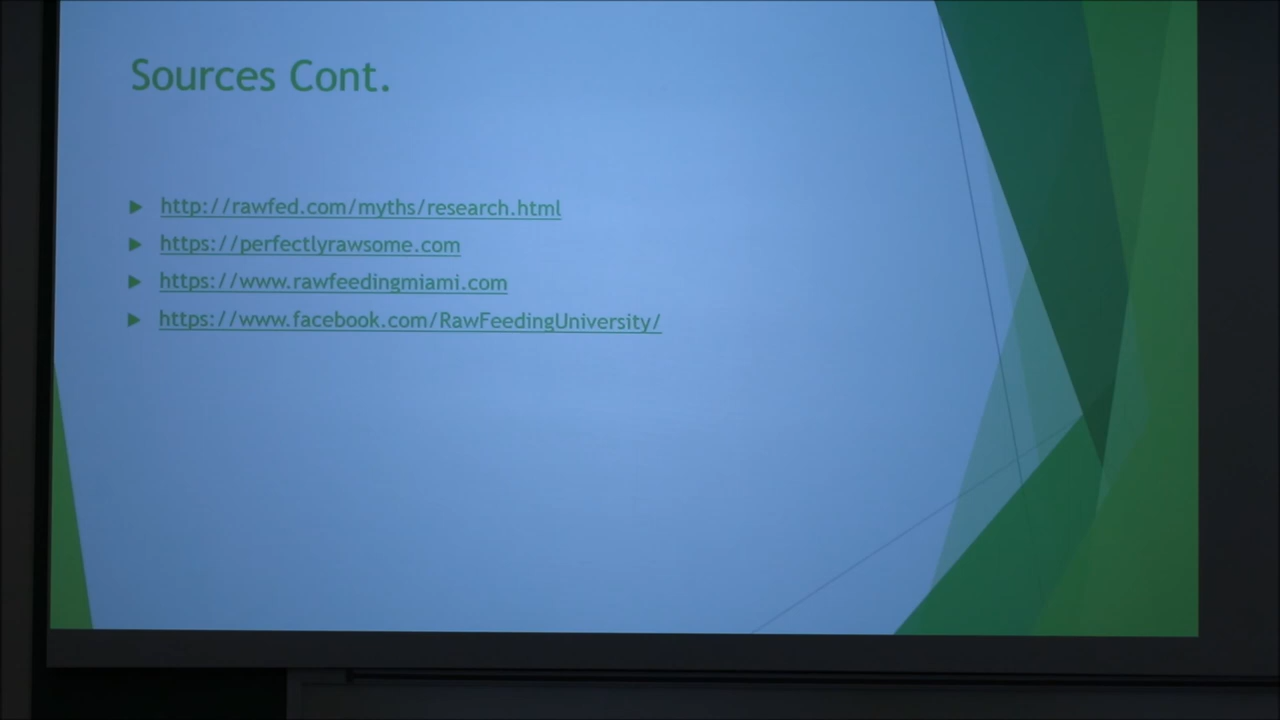 Sources Cont.
http://rawfed.com/myths/research.html
https://perfectlyrawsome.com
https://www.rawfeedingmiami.com
https://www.facebook.com/RawFeedingUniversity/